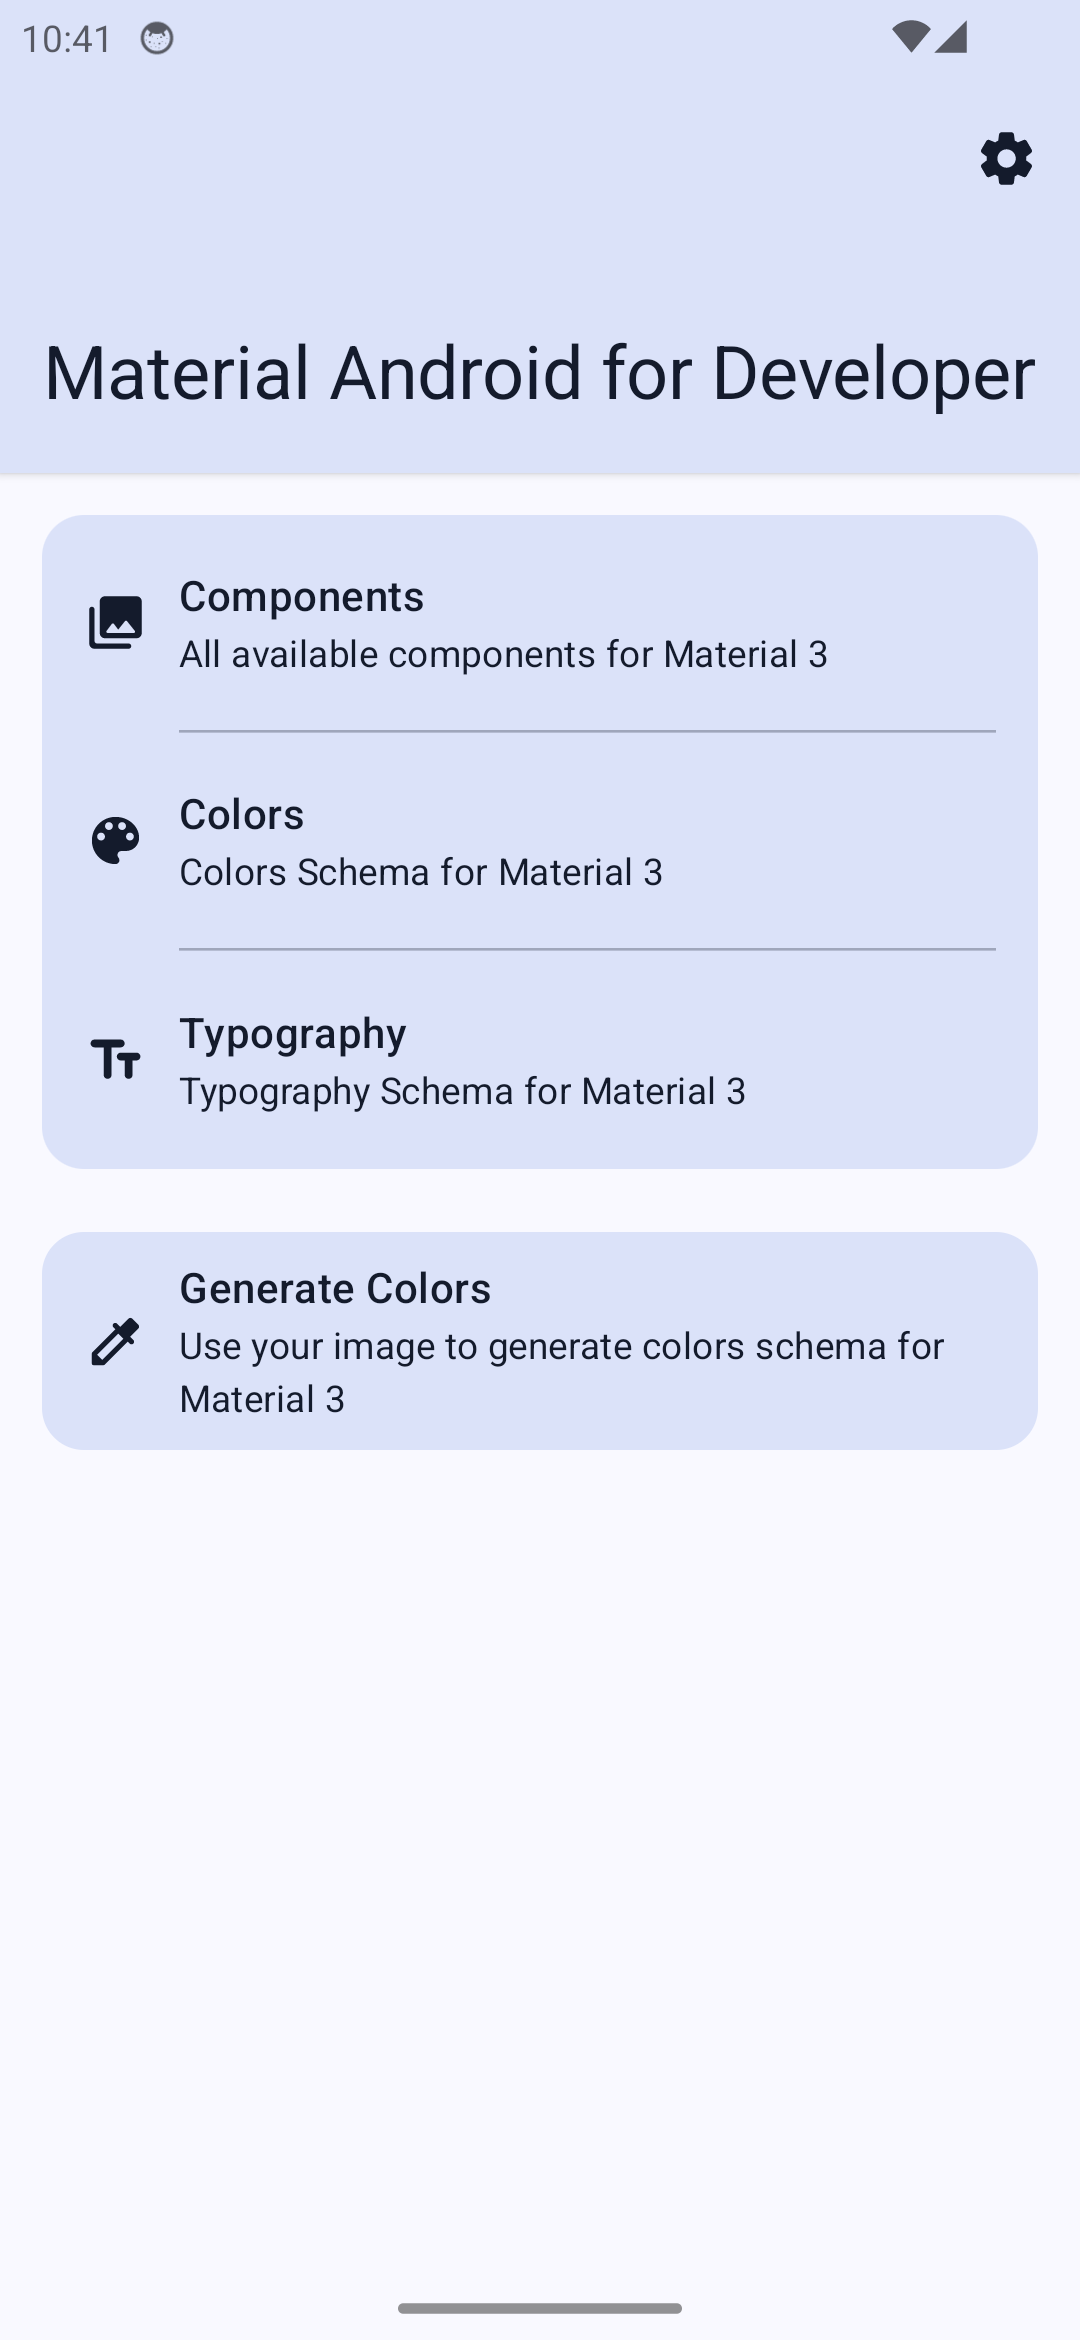 10:41
Material Android for Developer
Components
All available components for Material 3
Colors
Colors Schema for Material 3
Typography
Typography Schema for Material 3
Generate Colors
Use your image to generate colors schema for
Material 3